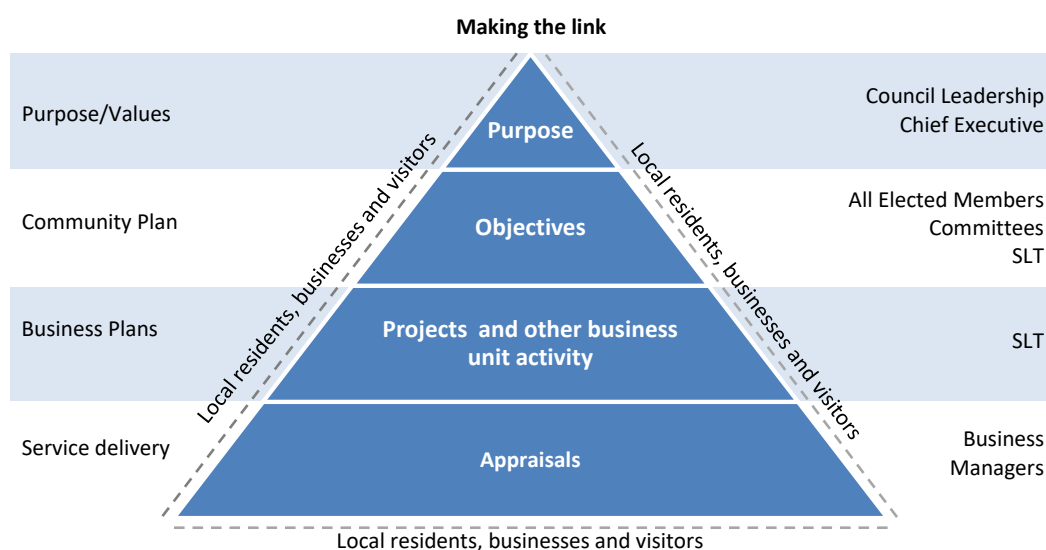 Making the link
Purpose/Values
Purpose
Council Leadership
Chief Executive
Community Plan
Objectives
All Elected Members
Committees
SLT
Business Plans
Projects and other business
unit activity
SLT
Service delivery
Appraisals
Business
Managers
Local residents, businesses and visitors
Local residents, businesses and visitors
Local residents, businesses and visitors